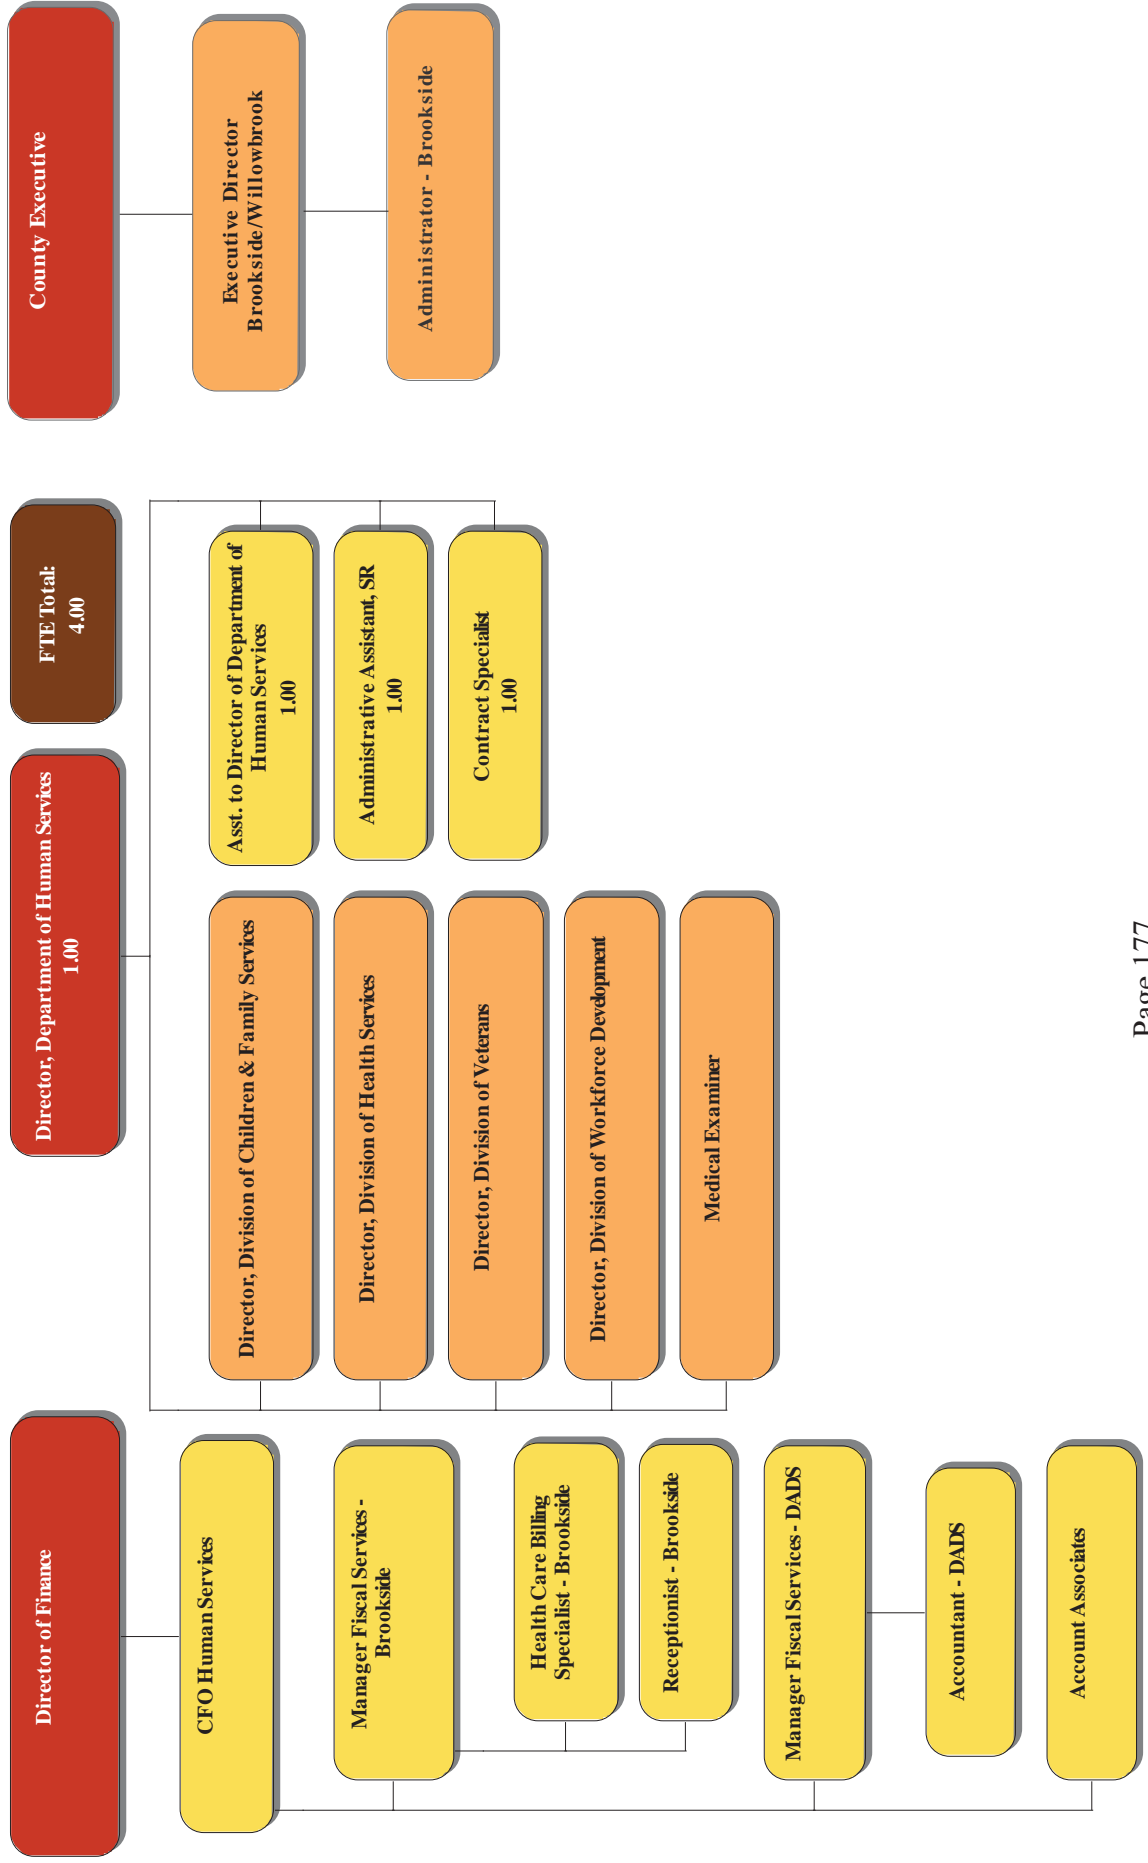 Director of Finance
CFO Human Services
Manager Fiscal Services -
Brookside
Health Care Billing
Specialist - Brookside
Receptionist - Brookside
Manager Fiscal Services - DADS
Accountant - DADS
Account Associates
Director, Department of Human Services
1.00
Director, Division of Children & Family Services
Director, Division of Health Services
Director, Division of Veterans
Director, Division of Workforce Development
Medical Examiner
Asst. to Director of Department of
Human Services
1.00
Administrative Assistant, SR
1.00
Contract Specialist
1.00
FTE Total:
4.00
County Executive
Executive Director
Brookside/Willowbrook
Administrator - Brookside
Page 177